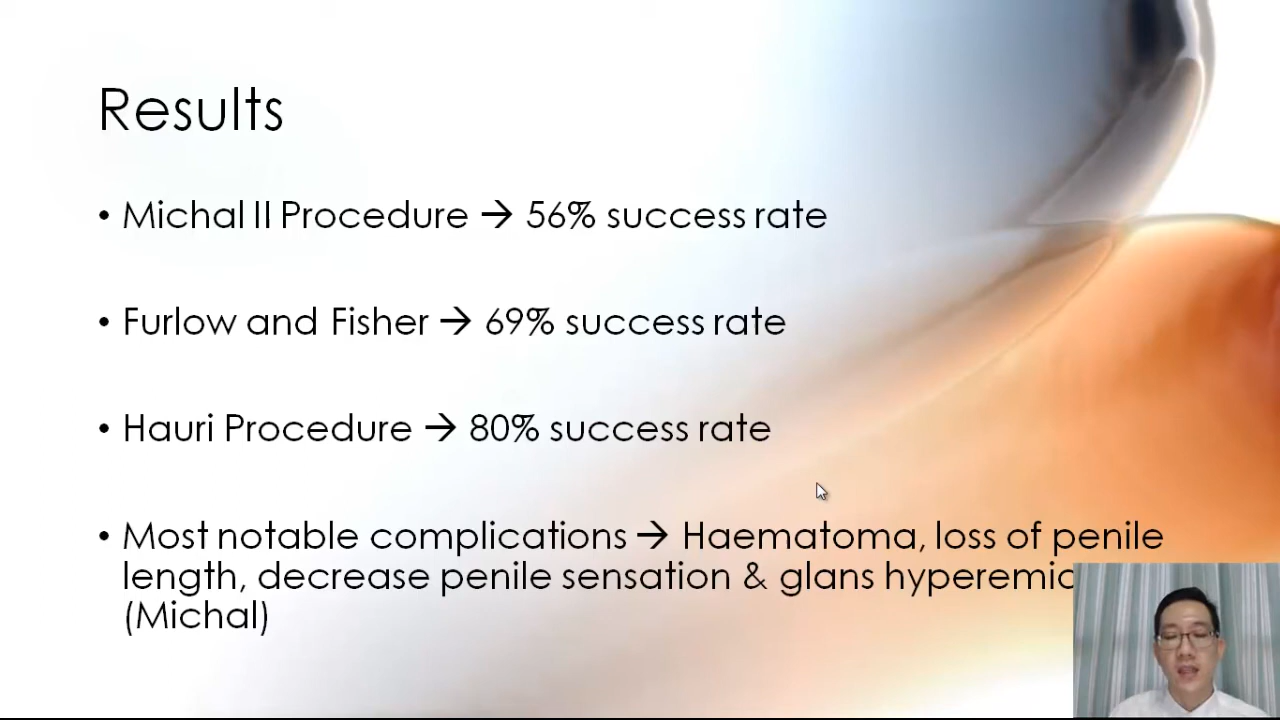 Results
• Michal II Procedure → 56% success rate
• Furlow and Fisher → 69% success rate
• Hauri Procedure → 80% success rate
• Most notable complications → Haematoma, loss of penile
length, decrease penile sensation & glans hyperemic
(Michal)